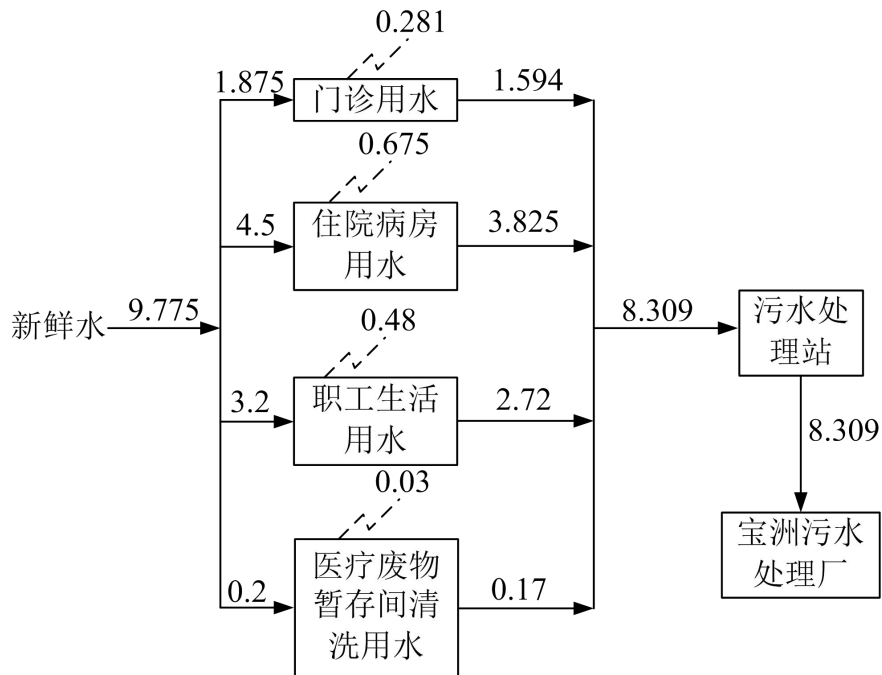 0.281
1.875
门诊用水
1.594
0.675
4.5
住院病房
用水
3.825
新鲜水
9.775
0.48
3.2
职工生活
用水
2.72
8.309
污水处
理站
8.309
宝洲污水
处理厂
0.03
0.2
医疗废物
暂存间清
洗用水
0.17